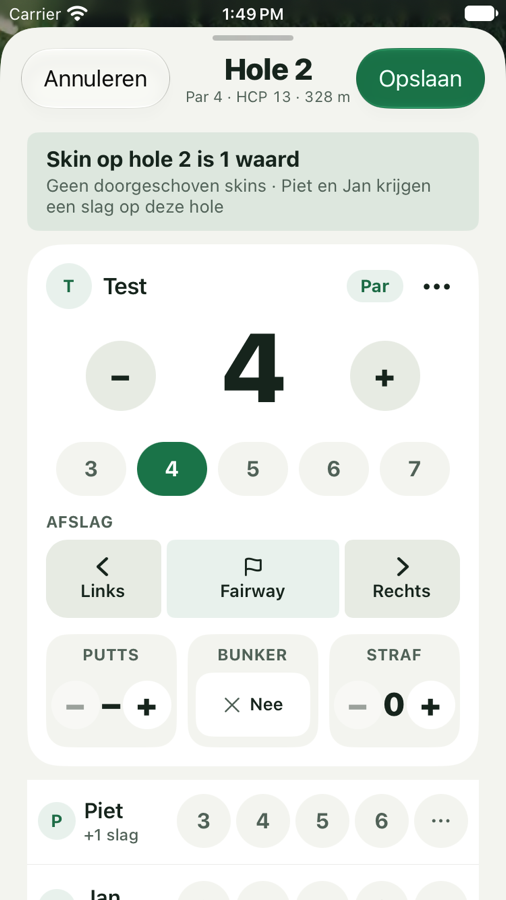 Carrier 1:49 PM
Annuleren
Hole 2
Par 4 · HCP 13 · 328 m
Opslaan
Skin op hole 2 is 1 waard
Geen doorgeschoven skins · Piet en Jan krijgen
een slag op deze hole
T Test Par •••
− 4 +
3 4 5 6 7
AFSLAG
Links Fairway Rechts
PUTTS BUNKER STRAF
− – + Nee − 0 +
P Piet 3 4 5 6 ...
+1 slag
Jan